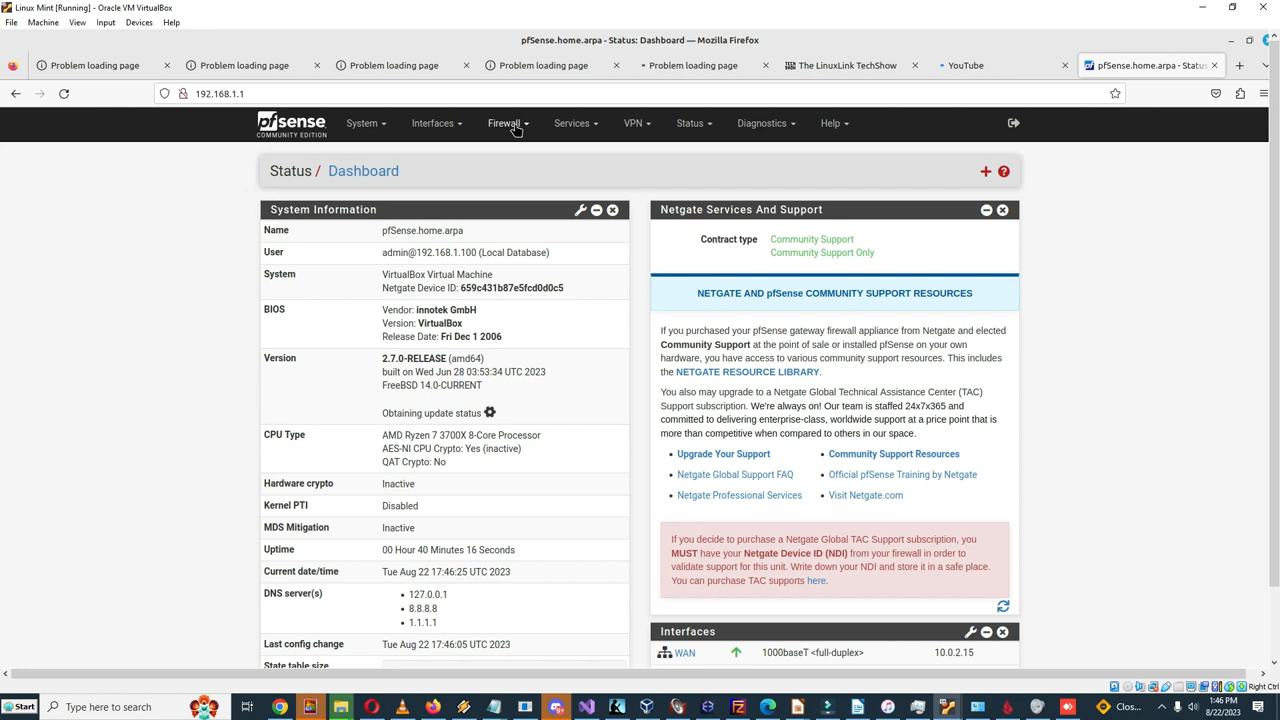 Linux Mint [Running] - Oracle VM VirtualBox
File Machine View Input Devices Help
pfSense.home.arpa - Status: Dashboard — Mozilla Firefox
Problem loading page Problem loading page Problem loading page Problem loading page Problem loading page The LinuxLink TechShow YouTube pfSense.home.arpa - Status
192.168.1.1
pfsense COMMUNITY EDITION System Interfaces Firewall Services VPN Status Diagnostics Help
Status / Dashboard
System Information
Name pfSense.home.arpa
User admin@192.168.1.100 (Local Database)
System VirtualBox Virtual Machine
Netgate Device ID: 659c431b87e5fcd0d0c5
BIOS Vendor: innotek GmbH
Version: VirtualBox
Release Date: Fri Dec 1 2006
Version 2.7.0-RELEASE (amd64)
built on Wed Jun 28 03:53:34 UTC 2023
FreeBSD 14.0-CURRENT
Obtaining update status
CPU Type AMD Ryzen 7 3700X 8-Core Processor
AES-NI CPU Crypto: Yes (inactive)
QAT Crypto: No
Hardware crypto Inactive
Kernel PTI Disabled
MDS Mitigation Inactive
Uptime 00 Hour 40 Minutes 16 Seconds
Current date/time Tue Aug 22 17:46:25 UTC 2023
DNS server(s) • 127.0.0.1
• 8.8.8.8
• 1.1.1.1
Last config change Tue Aug 22 17:46:05 UTC 2023
State table size
Netgate Services And Support
Contract type Community Support
Community Support Only
NETGATE AND pfSense COMMUNITY SUPPORT RESOURCES
If you purchased your pfSense gateway firewall appliance from Netgate and elected
Community Support at the point of sale or installed pfSense on your own
hardware, you have access to various community support resources. This includes
the NETGATE RESOURCE LIBRARY.
You also may upgrade to a Netgate Global Technical Assistance Center (TAC)
Support subscription. We're always on! Our team is staffed 24x7x365 and
committed to delivering enterprise-class, worldwide support at a price point that is
more than competitive when compared to others in our space.
• Upgrade Your Support • Community Support Resources
• Netgate Global Support FAQ • Official pfSense Training by Netgate
• Netgate Professional Services • Visit Netgate.com
If you decide to purchase a Netgate Global TAC Support subscription, you
MUST have your Netgate Device ID (NDI) from your firewall in order to
validate support for this unit. Write down your NDI and store it in a safe place.
You can purchase TAC supports here.
Interfaces
WAN 1000baseT <full-duplex> 10.0.2.15
Right Ctrl
Start Type here to search Clos... 1:46 PM
8/22/2023